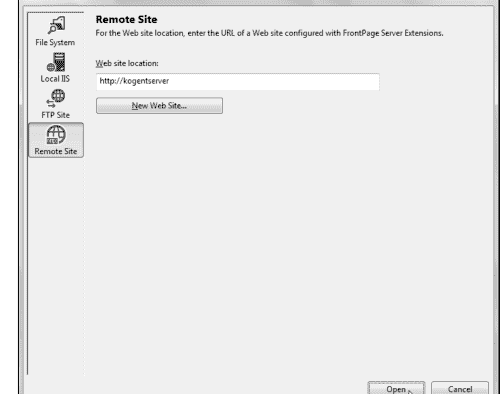 File System
Local IIS
FTP Site
Remote Site
Remote Site
For the Web site location, enter the URL of a Web site configured with FrontPage Server Extensions.
Web site location:
http://kogentserver
New Web Site...
Open
Cancel